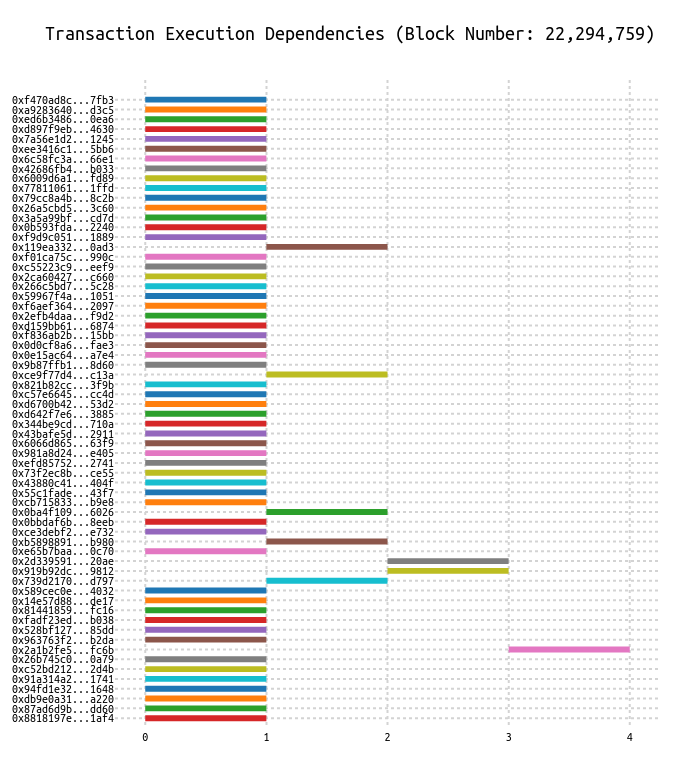 Transaction Execution Dependencies (Block Number: 22,294,759)
0xf470ad8c...7fb3
0xa9283640...d3c5
0xed6b3486...0ea6
0xd897f9eb...4630
0x7a56e1d2...1245
0xee3416c1...5bb6
0x6c58fc3a...66e1
0x42686fb4...b033
0x6009d6a1...fd89
0x77811061...1ffd
0x79cc8a4b...8c2b
0x26a5cbd5...3c60
0x3a5a99bf...cd7d
0x0b593fda...2240
0xf9d9c051...1889
0x119ea332...0ad3
0xf01ca75c...990c
0xc55223c9...eef9
0x2ca60427...c660
0x266c5bd7...5c28
0x59967f4a...1051
0xf6aef364...2097
0x2efb4daa...f9d2
0xd159bb61...6874
0xf836ab2b...15bb
0x0d0cf8a6...fae3
0x0e15ac64...a7e4
0x9b87ffb1...8d60
0xce9f77d4...c13a
0x821b82cc...3f9b
0xc57e6645...cc4d
0xd6700b42...53d2
0xd642f7e6...3885
0x344be9cd...710a
0x43bafe5d...2911
0x6066d865...63f9
0x981a8d24...e405
0xefd85752...2741
0x73f2ec8b...ce55
0x43880c41...404f
0x55c1fade...43f7
0xcb715833...b9e8
0x0ba4f109...6026
0x0bbdaf6b...8eeb
0xce3debf2...e732
0xb5898891...b980
0xe65b7baa...0c70
0x2d339591...20ae
0x919b92dc...9812
0x739d2170...d797
0x589cec0e...4032
0x14e57d88...de17
0x81441859...fc16
0xfadf23ed...b038
0x528bf127...85dd
0x963763f2...b2da
0x2a1b2fe5...fc6b
0x26b745c0...0a79
0xc52bd212...2d4b
0x91a314a2...1741
0x94fd1e32...1648
0xdb9e0a31...a220
0x87ad6d9b...dd60
0x8818197e...1af4
0 1 2 3 4